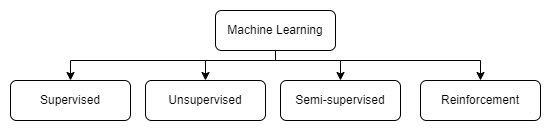 Machine Learning
Supervised
Unsupervised
Semi-supervised
Reinforcement